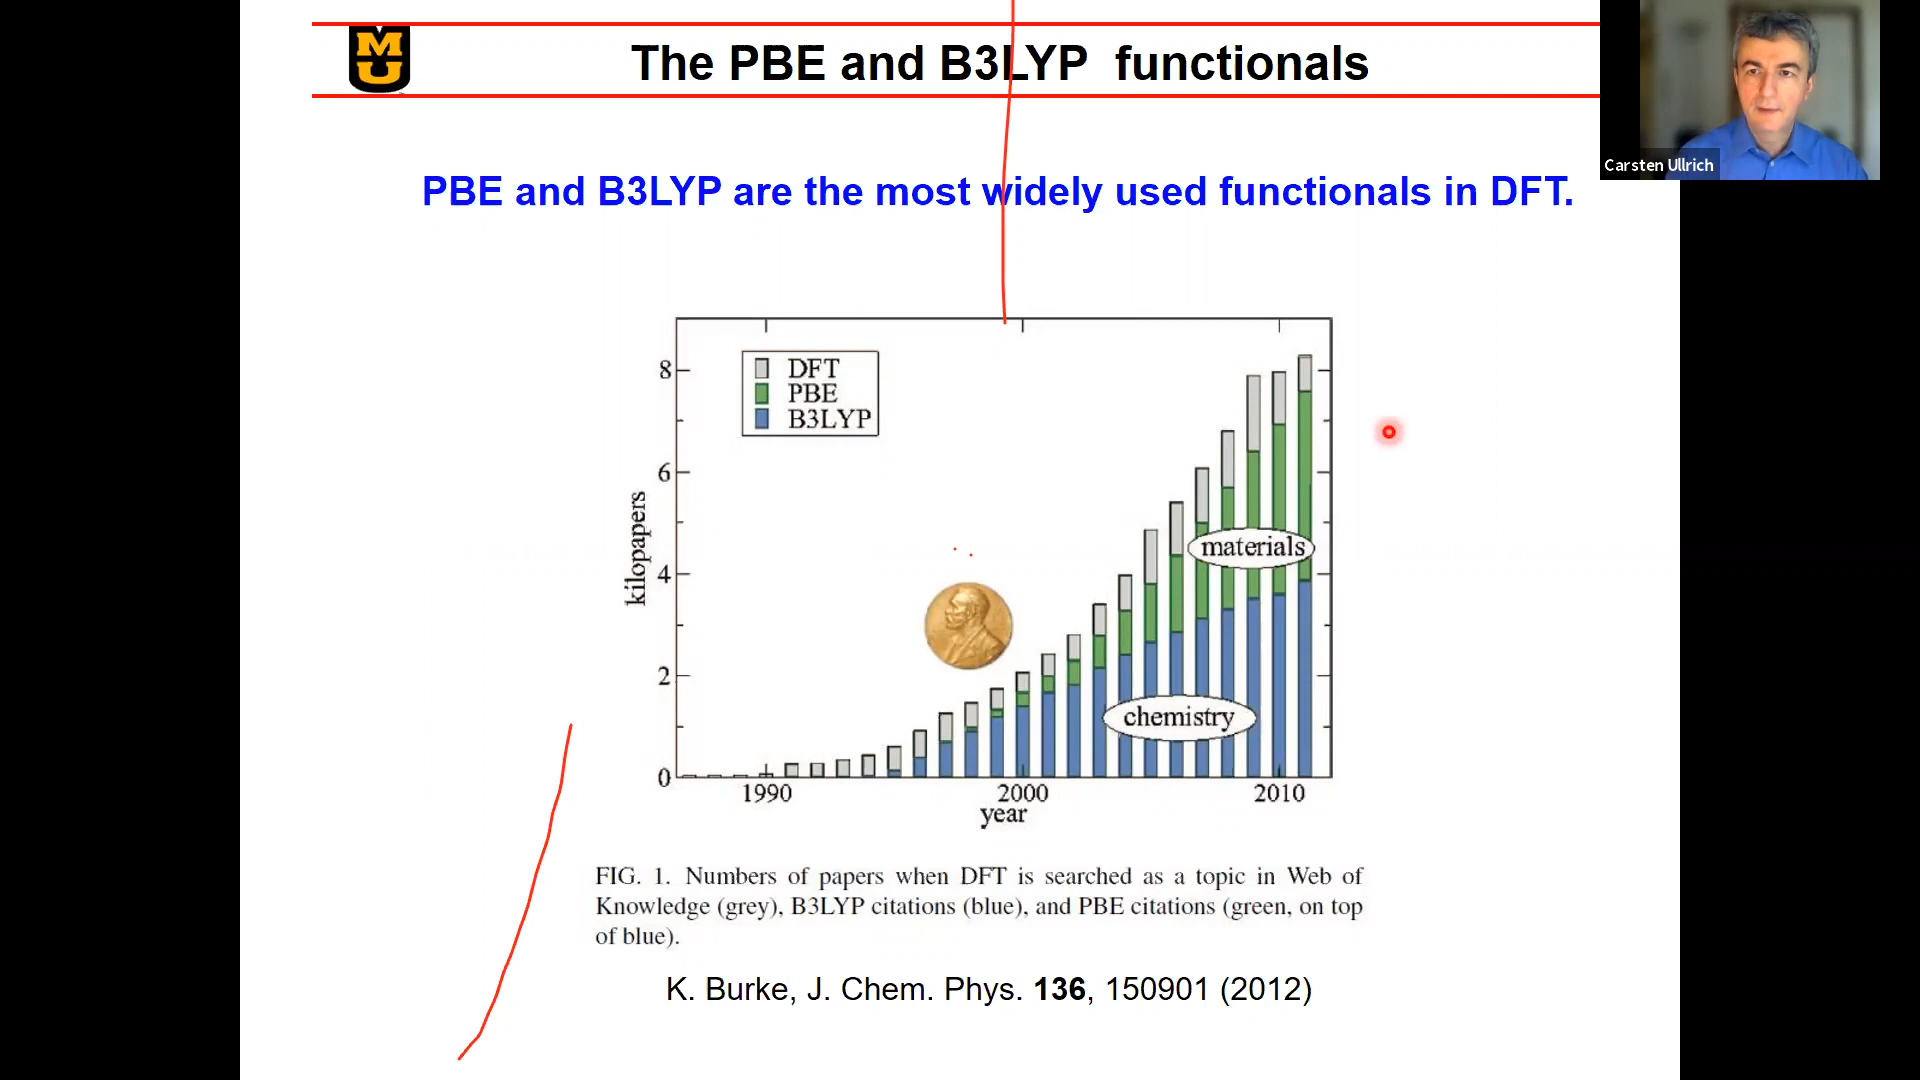 MU
The PBE and B3LYP functionals
Carsten Ullrich
PBE and B3LYP are the most widely used functionals in DFT.
DFT
PBE
B3LYP
8
6
4
2
0
kilopapers
materials
chemistry
1990 2000 2010
year
FIG. 1. Numbers of papers when DFT is searched as a topic in Web of
Knowledge (grey), B3LYP citations (blue), and PBE citations (green, on top
of blue).
K. Burke, J. Chem. Phys. 136, 150901 (2012)